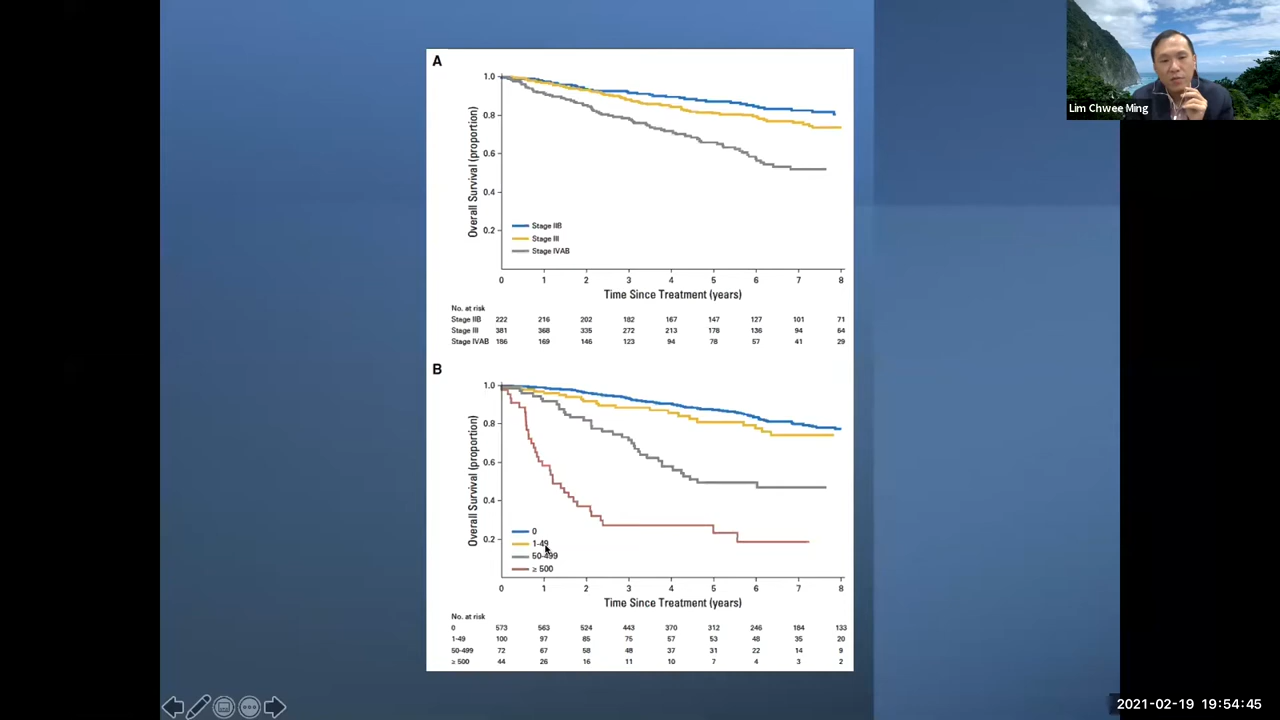 A
1.0
0.8
0.6
0.4
0.2
Overall Survival (proportion)
Stage IIB
Stage III
Stage IVAB
0 1 2 3 4 5 6 7 8
Time Since Treatment (years)
No. at risk
Stage IIB 222 216 202 182 167 147 127 101 71
Stage III 381 368 335 272 213 178 136 94 64
Stage IVAB 186 169 146 123 94 78 57 41 29
B
1.0
0.8
0.6
0.4
0.2
Overall Survival (proportion)
0
1-49
50-499
≥ 500
0 1 2 3 4 5 6 7 8
Time Since Treatment (years)
No. at risk
0 573 563 524 443 370 312 246 184 133
1-49 100 97 85 75 57 53 48 35 20
50-499 72 67 58 48 37 31 22 14 9
≥ 500 44 26 16 11 10 7 4 3 2
Lim Chwee Ming
2021-02-19 19:54:45